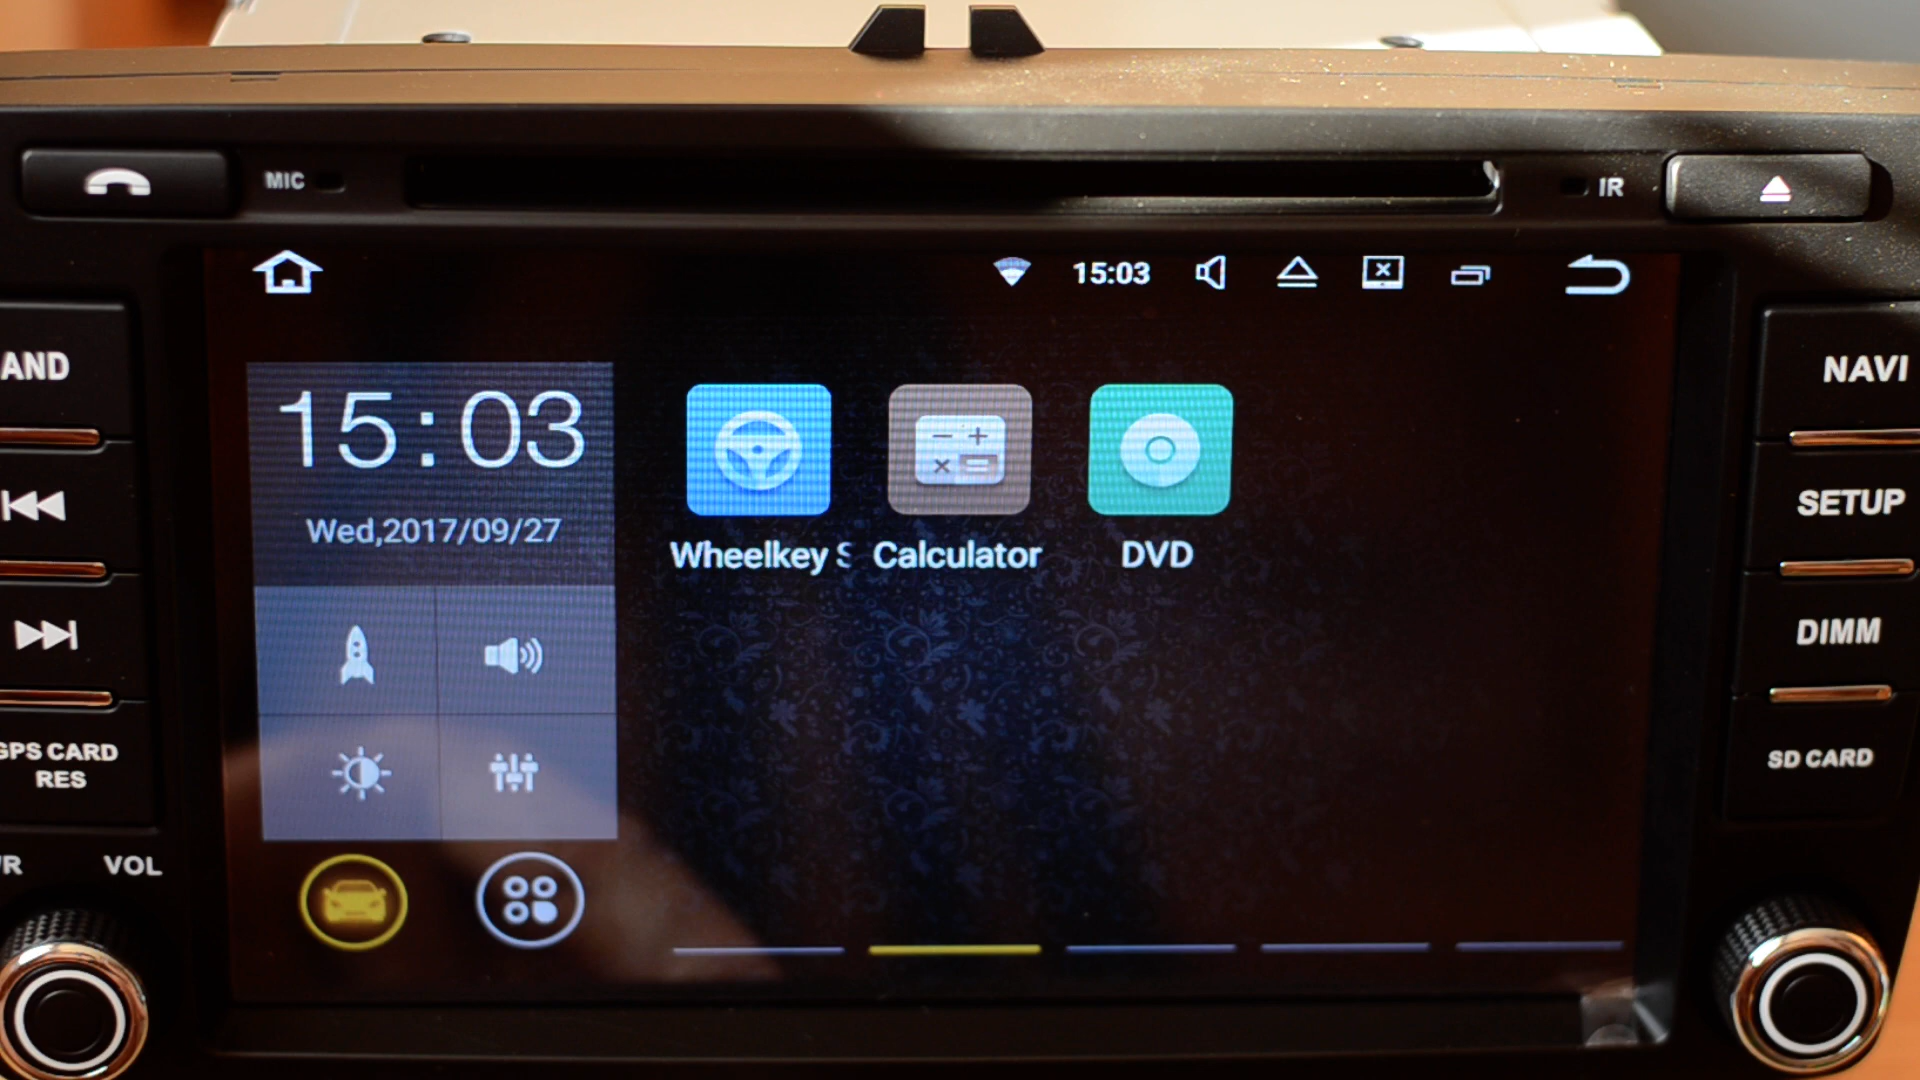 MIC
IR
15:03
AND
NAVI
15:03
Wed,2017/09/27
Wheelkey S
Calculator
DVD
SETUP
DIMM
GPS CARD
RES
SD CARD
VOL